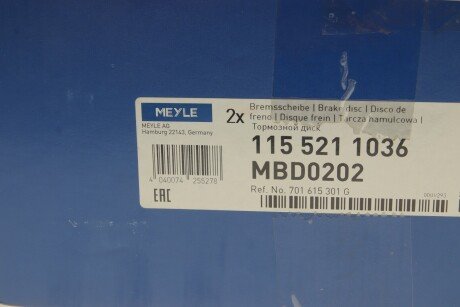 MEYLE
MEYLE AG
Hamburg 22143, Germany
2x
Bremsscheibe | Brake disc | Disco de
freno | Disque frein | Tarcza hamulcowa |
Тормозной диск
115 521 1036
MBD0202
Ref. No. 701 615 301 G
4 040074 255278
EAC